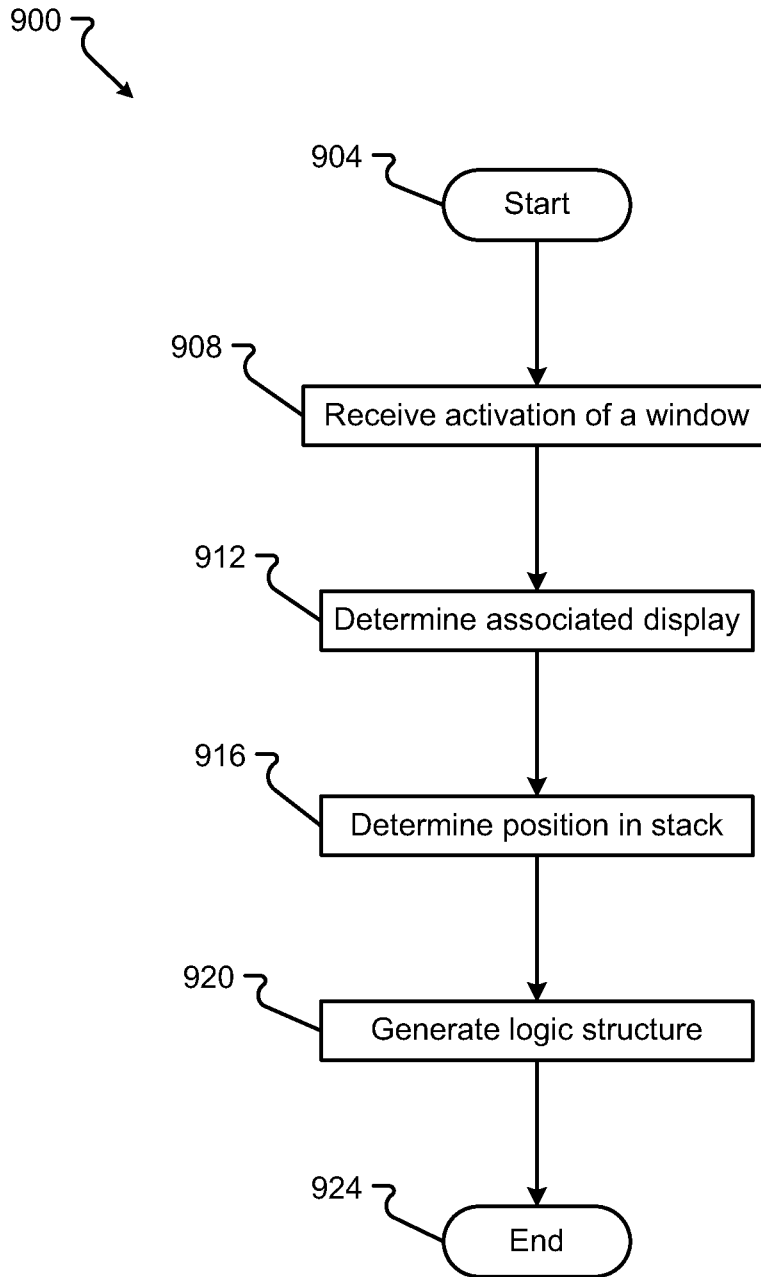 900
904
Start
908
Receive activation of a window
912
Determine associated display
916
Determine position in stack
920
Generate logic structure
924
End